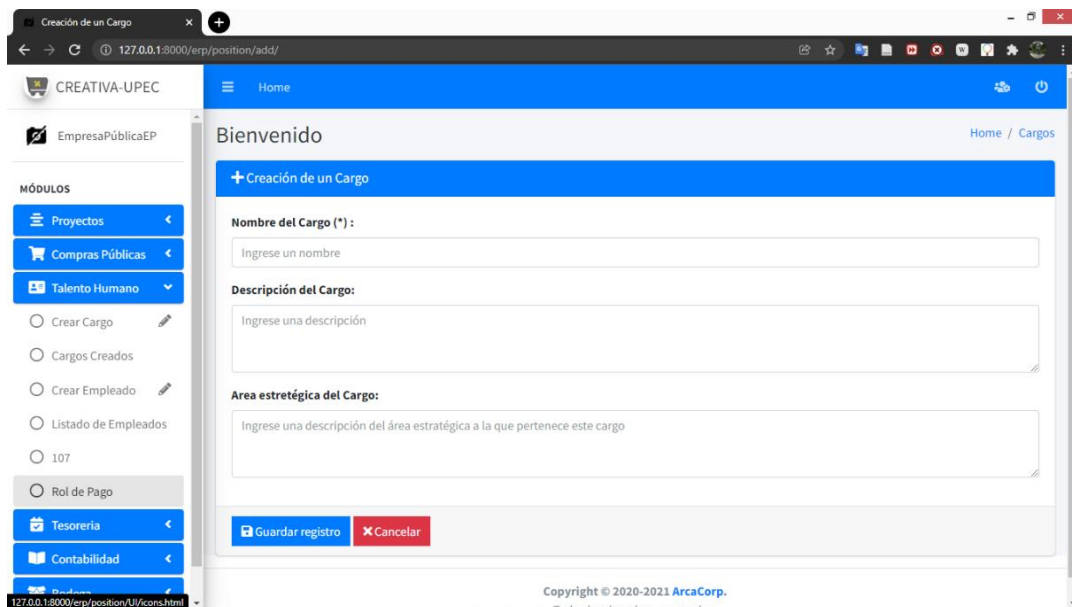 Creación de un Cargo
127.0.0.1:8000/erp/position/add/
CREATIVA-UPEC
Home
EmpresaPúblicaEP
Bienvenido
Home / Cargos
MÓDULOS
Creación de un Cargo
Proyectos
Nombre del Cargo (*) :
Compras Públicas
Ingrese un nombre
Talento Humano
Descripción del Cargo:
Crear Cargo
Ingrese una descripción
Cargos Creados
Crear Empleado
Area estretégica del Cargo:
Listado de Empleados
Ingrese una descripción del área estratégica a la que pertenece este cargo
107
Rol de Pago
Tesoreria
Guardar registro
Cancelar
Contabilidad
Copyright © 2020-2021 ArcaCorp.
127.0.0.1:8000/erp/position/UI/icons.html